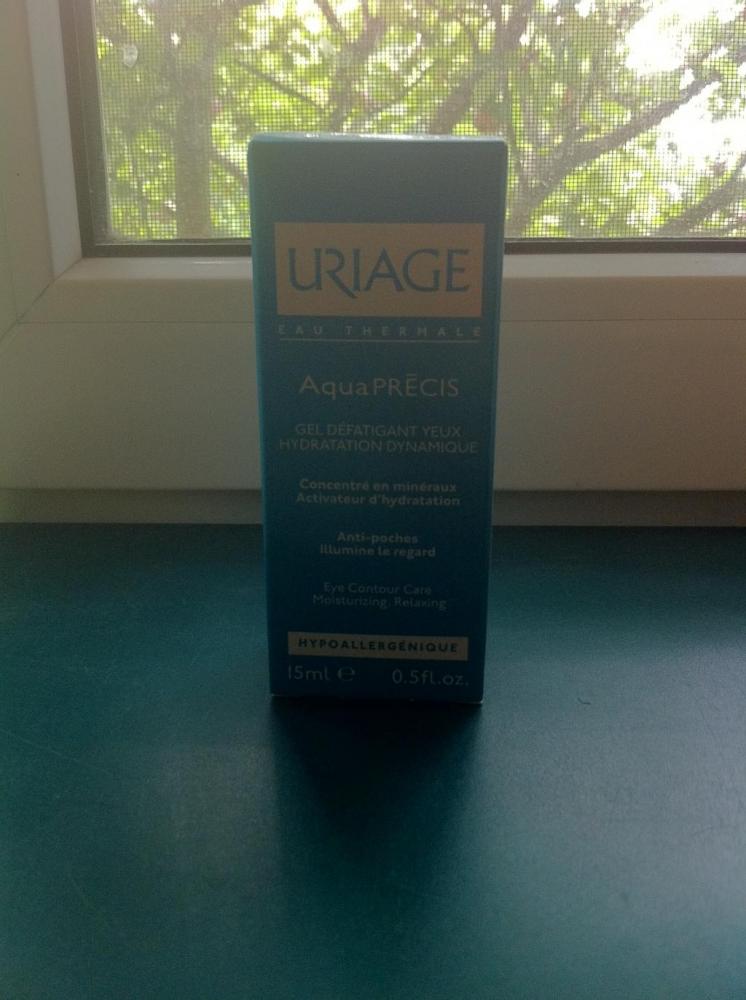 URIAGE
EAU THERMALE
AquaPRĒCIS
GEL DÉFATIGANT YEUX
HYDRATATION DYNAMIQUE
Concentré en minéraux
Activateur d'hydratation
Anti-poches
Illumine le regard
Eye Contour Care
Moisturizing, Relaxing
HYPOALLERGÉNIQUE
15ml ℮ 0.5fl.oz.